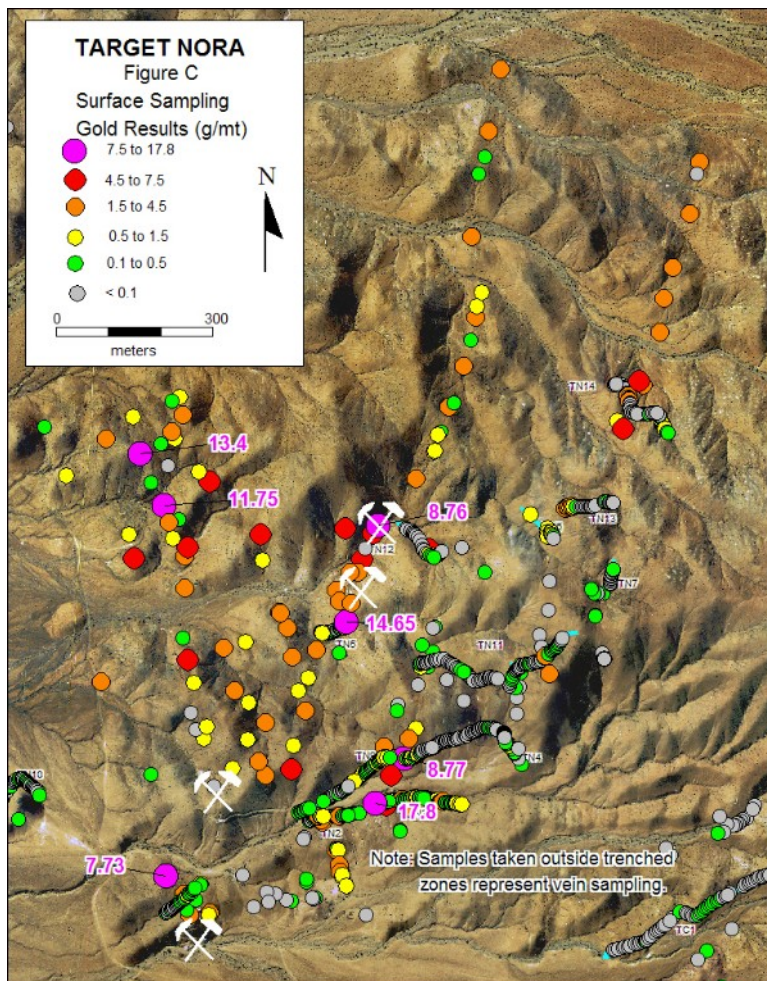 TARGET NORA
Figure C
Surface Sampling
Gold Results (g/mt)
7.5 to 17.8
4.5 to 7.5
1.5 to 4.5
0.5 to 1.5
0.1 to 0.5
< 0.1
N
0 300
meters
TN14
13.4
11.75
8.76
TN13
TN12
TN7
14.65
TN6
TN11
TN4
8.77
TN10
17.8
TN2
7.73
Note: Samples taken outside trenched
zones represent vein sampling.
TC1